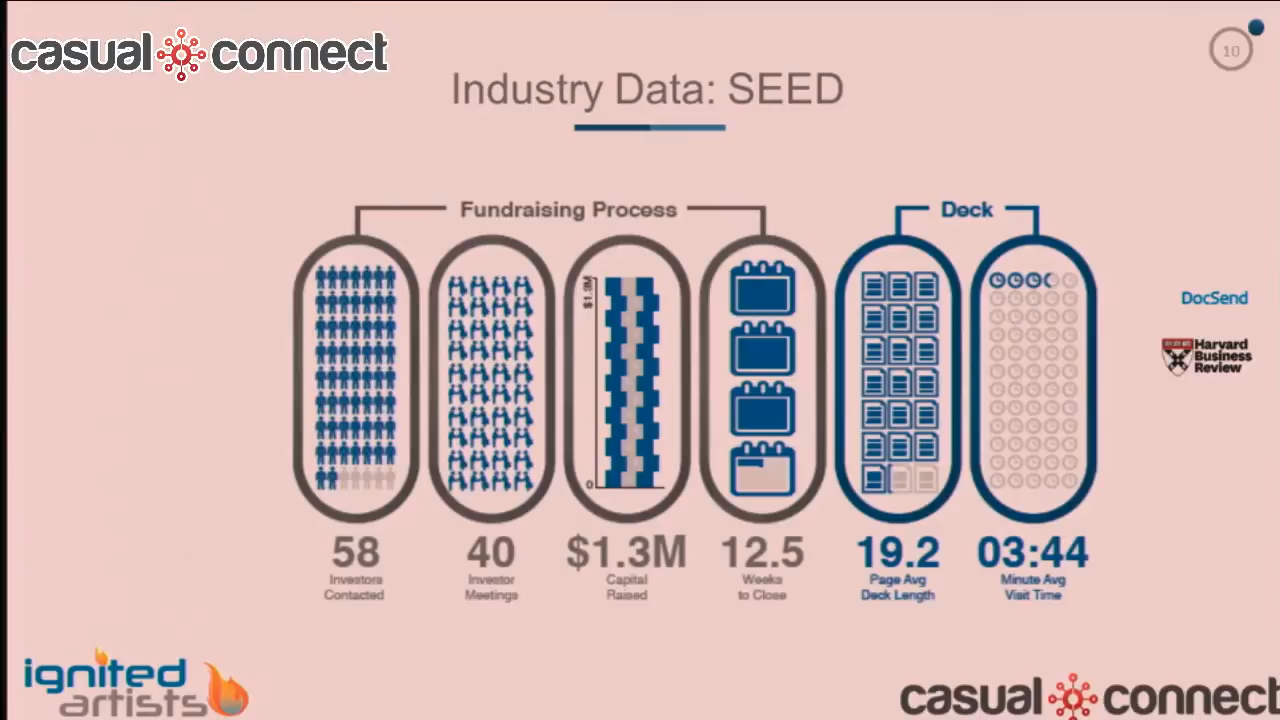 casual connect
10
Industry Data: SEED
Fundraising Process
Deck
$1.3M
0
DocSend
Harvard
Business
Review
58
Investors
Contacted
40
Investor
Meetings
$1.3M
Capital
Raised
12.5
Weeks
to Close
19.2
Page Avg
Deck Length
03:44
Minute Avg
Visit Time
ignited
artists
casual connect